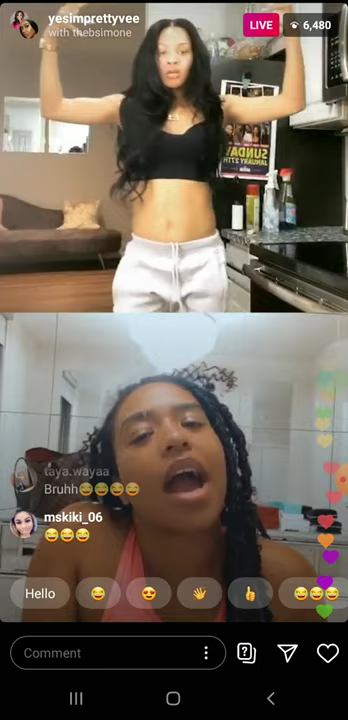 yesimprettyvee
with thebsimone
LIVE
6,480
SUNDAY
JANUARY 27TH
taya.wayaa
Bruhh😂😂😂😂
mskiki_06
😂😂😂
Hello
😂
😍
👋
👍
😂😂😂
Comment